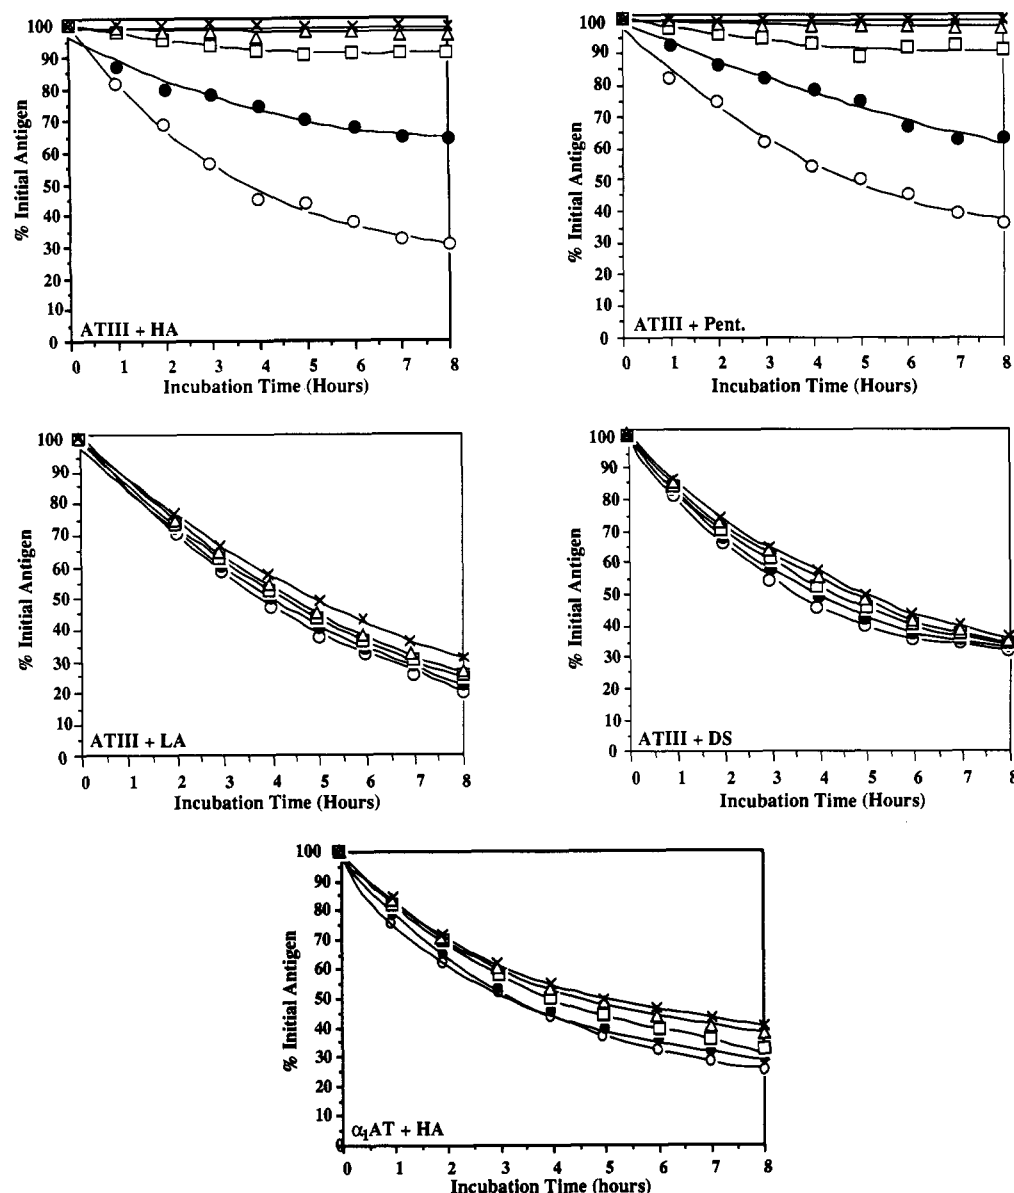 % Initial Antigen
100
90
80
70
60
50
40
30
20
10
0
ATIII + HA
0 1 2 3 4 5 6 7 8
Incubation Time (Hours)
% Initial Antigen
100
90
80
70
60
50
40
30
20
10
0
ATIII + Pent.
0 1 2 3 4 5 6 7 8
Incubation Time (Hours)
% Initial Antigen
100
90
80
70
60
50
40
30
20
10
0
ATIII + LA
0 1 2 3 4 5 6 7 8
Incubation Time (Hours)
% Initial Antigen
100
90
80
70
60
50
40
30
20
10
0
ATIII + DS
0 1 2 3 4 5 6 7 8
Incubation Time (Hours)
% Initial Antigen
100
90
80
70
60
50
40
30
20
10
0
α₁AT + HA
0 1 2 3 4 5 6 7 8
Incubation Time (hours)